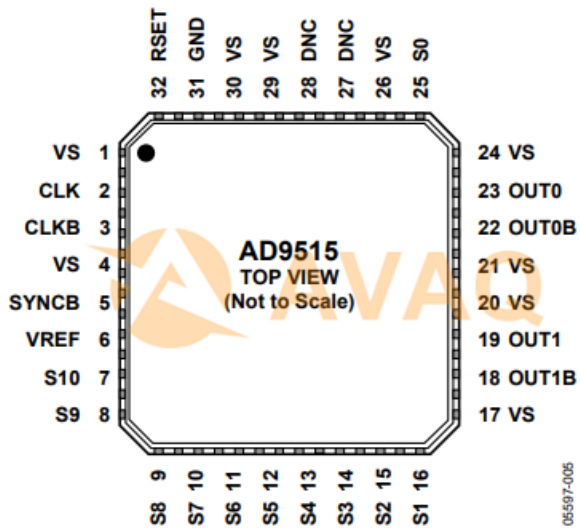 32 RSET
31 GND
30 VS
29 VS
28 DNC
27 DNC
26 VS
25 S0
VS 1
CLK 2
CLKB 3
VS 4
SYNCB 5
VREF 6
S10 7
S9 8
AD9515
TOP VIEW
(Not to Scale)
AVAQ
24 VS
23 OUT0
22 OUT0B
21 VS
20 VS
19 OUT1
18 OUT1B
17 VS
S8 9
S7 10
S6 11
S5 12
S4 13
S3 14
S2 15
S1 16
05597-005